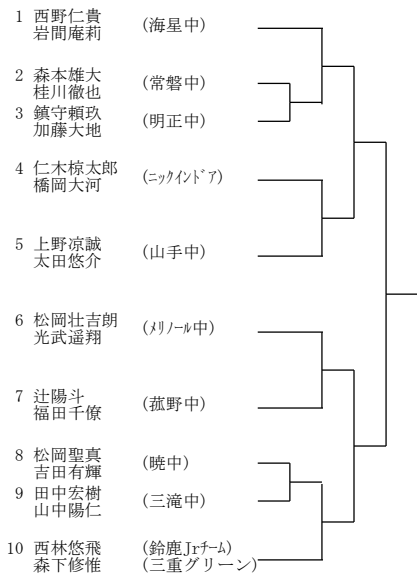 1 西野仁貴 (海星中)
岩間庵莉
2 森本雄大 (常磐中)
桂川徹也
3 鎮守頼玖 (明正中)
加藤大地
4 仁木椋太郎 (ﾆｯｸｲﾝﾄﾞｱ)
橋岡大河
5 上野凉誠 (山手中)
太田悠介
6 松岡壮吉朗 (ﾒﾘﾉｰﾙ中)
光武遥翔
7 辻陽斗 (菰野中)
福田千僚
8 松岡聖真 (暁中)
吉田有輝
9 田中宏樹 (三滝中)
山中陽仁
10 西林悠飛 (鈴鹿Jrﾁｰﾑ)
森下修惟 (三重グリーン)